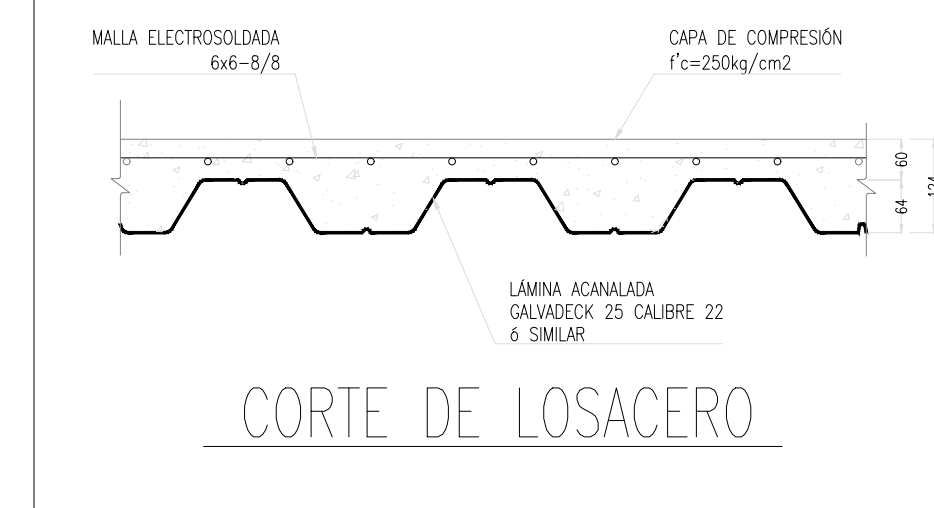 MALLA ELECTROSOLDADA
6x6-8/8
CAPA DE COMPRESIÓN
f'c=250kg/cm2
60
64
124
LÁMINA ACANALADA
GALVADECK 25 CALIBRE 22
ó SIMILAR
CORTE DE LOSACERO